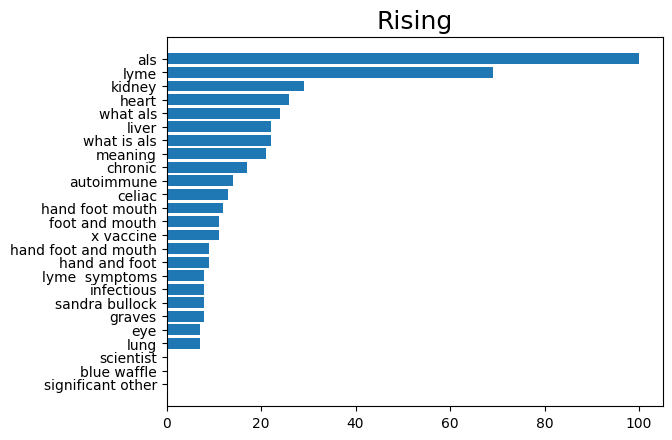 Rising
als
lyme
kidney
heart
what als
liver
what is als
meaning
chronic
autoimmune
celiac
hand foot mouth
foot and mouth
x vaccine
hand foot and mouth
hand and foot
lyme  symptoms
infectious
sandra bullock
graves
eye
lung
scientist
blue waffle
significant other
0 20 40 60 80 100